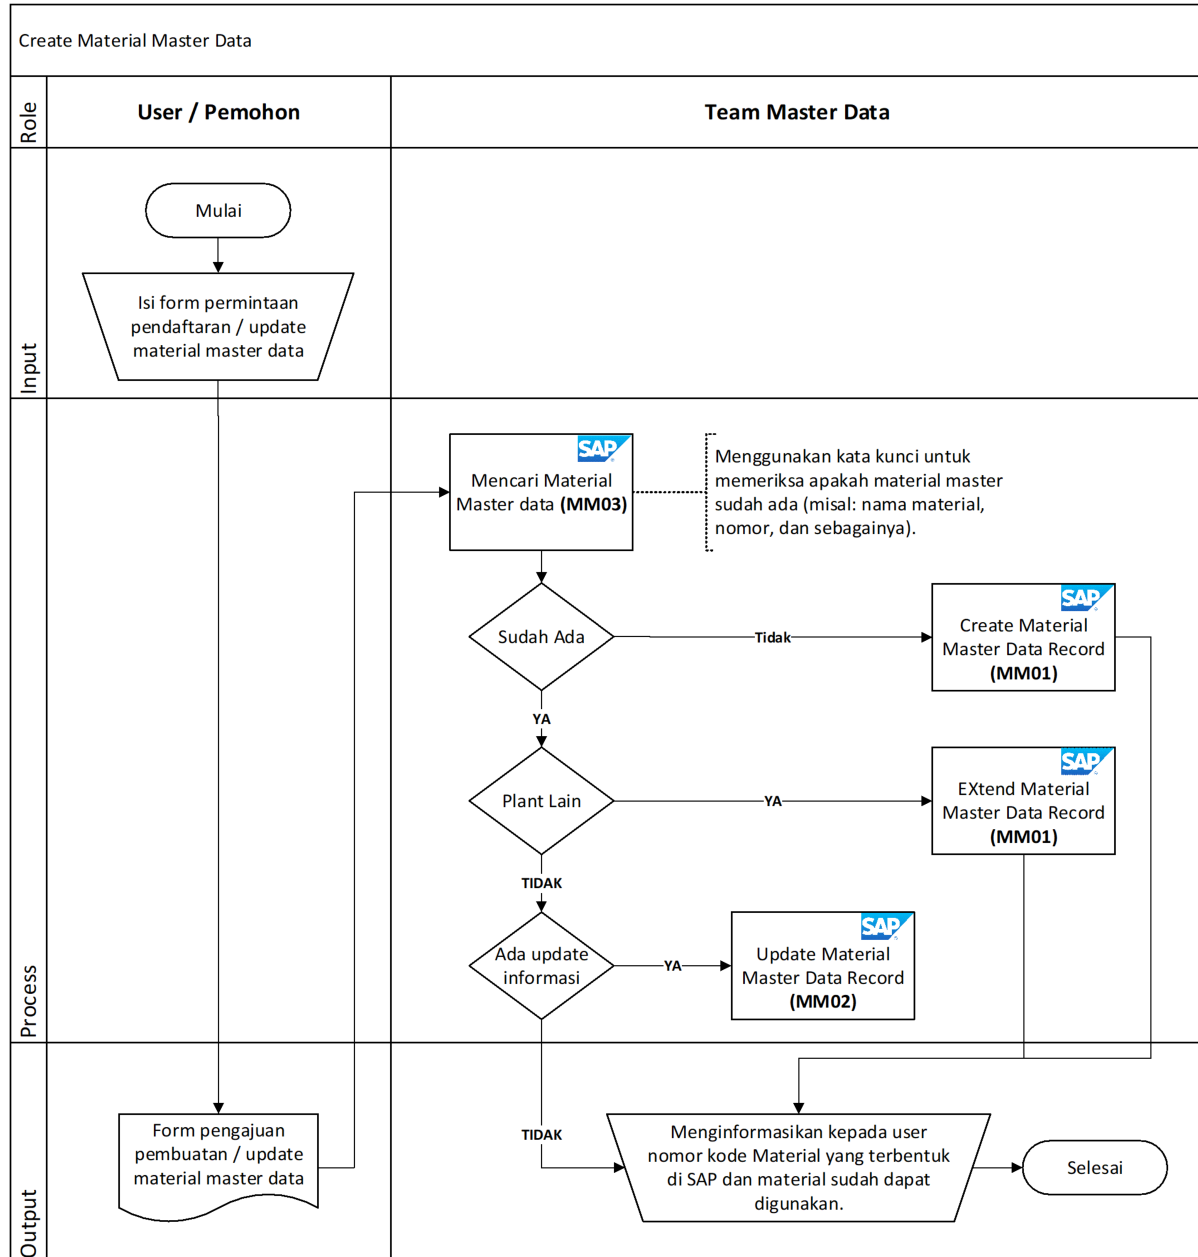 Create Material Master Data
Role
User / Pemohon
Team Master Data
Input
Mulai
Isi form permintaan
pendaftaran / update
material master data
Process
SAP
Mencari Material
Master data (MM03)
Menggunakan kata kunci untuk
memeriksa apakah material master
sudah ada (misal: nama material,
nomor, dan sebagainya).
Sudah Ada
Tidak
SAP
Create Material
Master Data Record
(MM01)
YA
Plant Lain
YA
SAP
EXtend Material
Master Data Record
(MM01)
TIDAK
Ada update
informasi
YA
SAP
Update Material
Master Data Record
(MM02)
Output
Form pengajuan
pembuatan / update
material master data
TIDAK
Menginformasikan kepada user
nomor kode Material yang terbentuk
di SAP dan material sudah dapat
digunakan.
Selesai